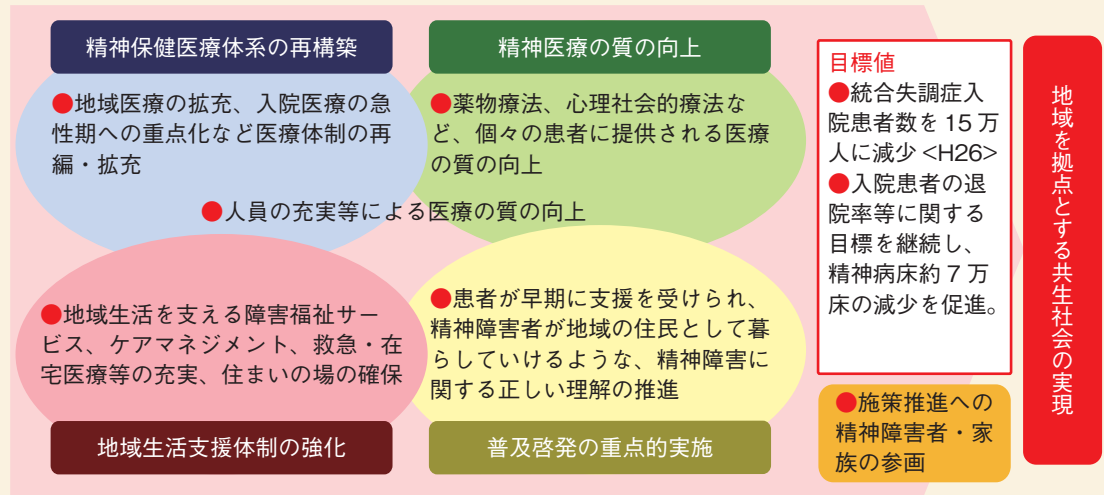 精神保健医療体系の再構築
●地域医療の拡充、入院医療の急
性期への重点化など医療体制の再
編・拡充
精神医療の質の向上
●薬物療法、心理社会的療法な
ど、個々の患者に提供される医療
の質の向上
●人員の充実等による医療の質の向上
●地域生活を支える障害福祉サー
ビス、ケアマネジメント、救急・在
宅医療等の充実、住まいの場の確保
地域生活支援体制の強化
●患者が早期に支援を受けられ、
精神障害者が地域の住民として暮
らしていけるような、精神障害に
関する正しい理解の推進
普及啓発の重点的実施
目標値
●統合失調症入
院患者数を15万
人に減少<H26>
●入院患者の退
院率等に関する
目標を継続し、
精神病床約7万
床の減少を促進。
●施策推進への
精神障害者・家
族の参画
地域を拠点とする共生社会の実現